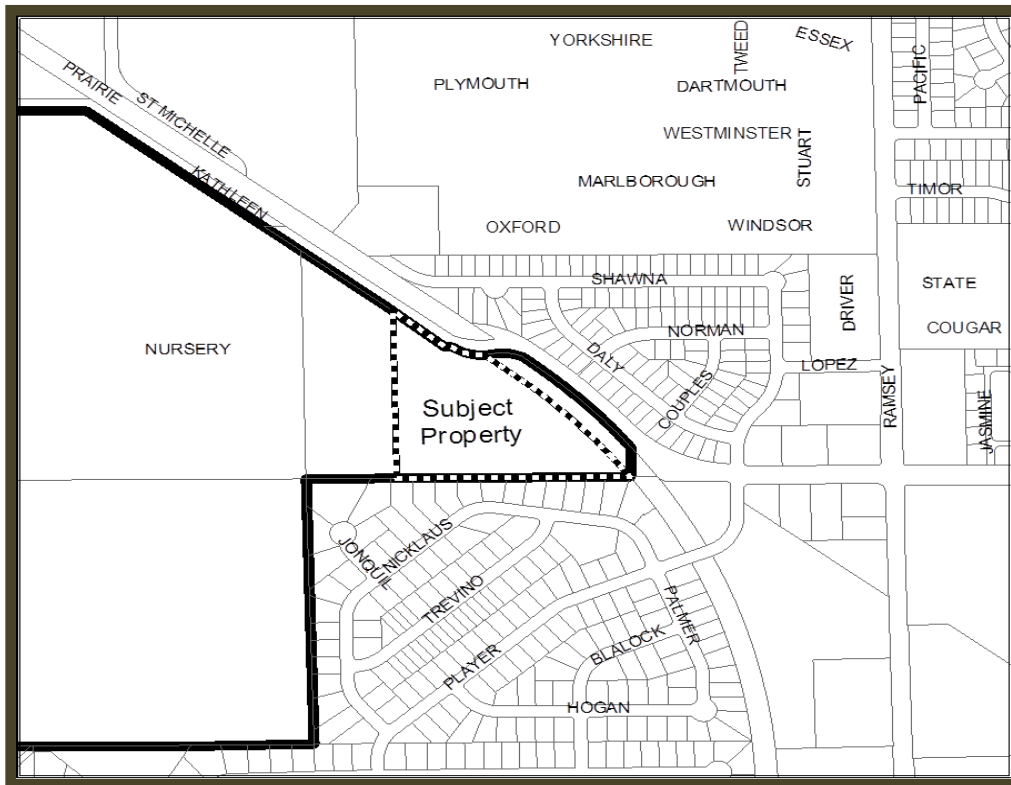 YORKSHIRE
TWEED
ESSEX
PACIFIC
PRAIRIE
ST MICHELLE
PLYMOUTH
DARTMOUTH
WESTMINSTER
STUART
KATHLEEN
MARLBOROUGH
TIMOR
OXFORD
WINDSOR
SHAWNA
DRIVER
STATE
NORMAN
COUGAR
NURSERY
DALY
LOPEZ
COUPLES
RAMSEY
JASMINE
Subject
Property
NICKLAUS
JONQUIL
TREVINO
PALMER
BLALOCK
PLAYER
HOGAN